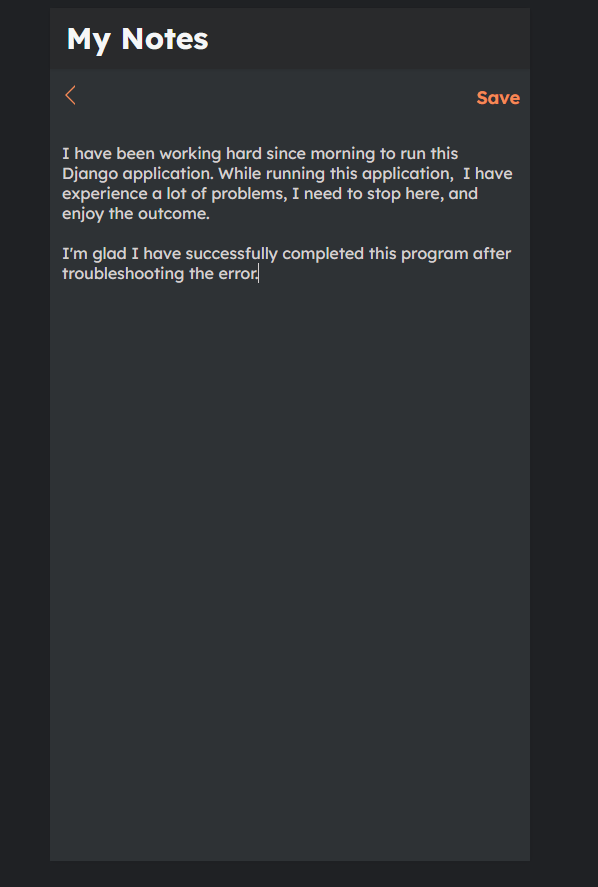 My Notes
Save
I have been working hard since morning to run this
Django application. While running this application,  I have
experience a lot of problems, I need to stop here, and
enjoy the outcome.
I'm glad I have successfully completed this program after
troubleshooting the error.